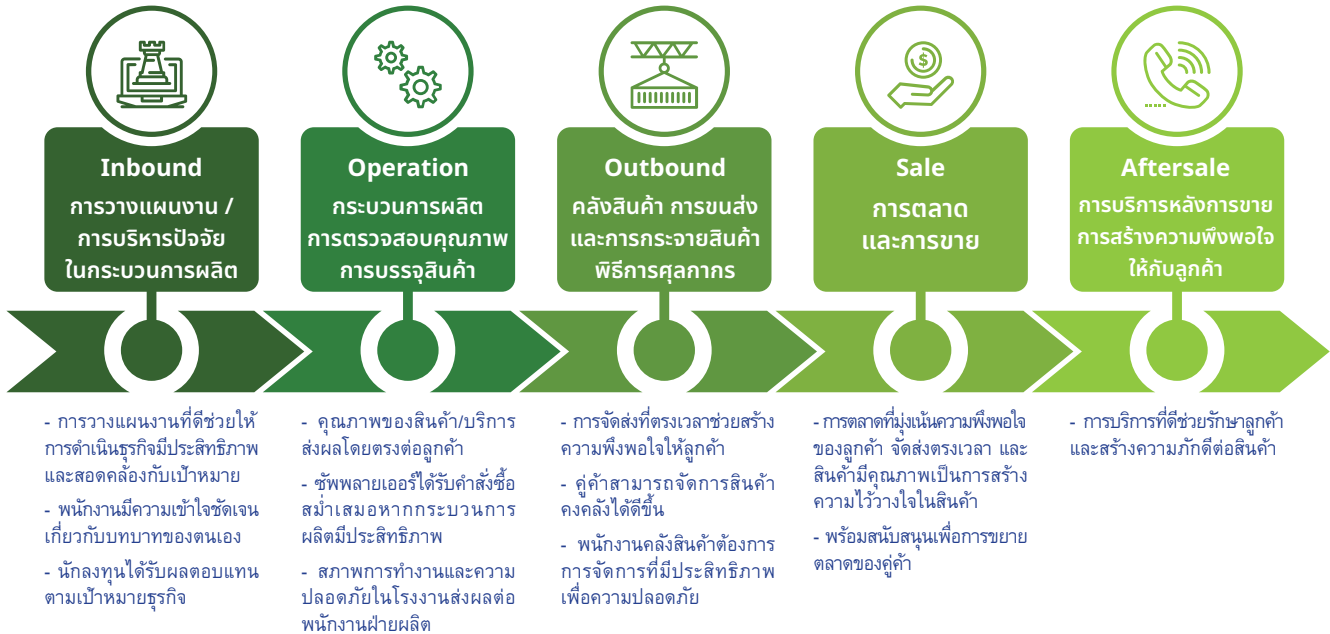 $
Inbound
การวางแผนงาน /
การบริหารปัจจัย
ในกระบวนการผลิต
- การวางแผนงานที่ดีช่วยให้
การดำเนินธุรกิจมีประสิทธิภาพ
และสอดคล้องกับเป้าหมาย
- พนักงานมีความเข้าใจชัดเจน
เกี่ยวกับบทบาทของตนเอง
- นักลงทุนได้รับผลตอบแทน
ตามเป้าหมายธุรกิจ
Operation
กระบวนการผลิต
การตรวจสอบคุณภาพ
การบรรจุสินค้า
- คุณภาพของสินค้า/บริการ
ส่งผลโดยตรงต่อลูกค้า
- ซัพพลายเออร์ได้รับคำสั่งซื้อ
สม่ำเสมอหากกระบวนการ
ผลิตมีประสิทธิภาพ
- สภาพการทำงานและความ
ปลอดภัยในโรงงานส่งผลต่อ
พนักงานฝ่ายผลิต
Outbound
คลังสินค้า การขนส่ง
และการกระจายสินค้า
พิธีการศุลกากร
- การจัดส่งที่ตรงเวลาช่วยสร้าง
ความพึงพอใจให้ลูกค้า
- คู่ค้าสามารถจัดการสินค้า
คงคลังได้ดีขึ้น
- พนักงานคลังสินค้าต้องการ
การจัดการที่มีประสิทธิภาพ
เพื่อความปลอดภัย
Sale
การตลาด
และการขาย
- การตลาดที่มุ่งเน้นความพึงพอใจ
ของลูกค้า จัดส่งตรงเวลา และ
สินค้ามีคุณภาพเป็นการสร้าง
ความไว้วางใจในสินค้า
- พร้อมสนับสนุนเพื่อการขยาย
ตลาดของคู่ค้า
Aftersale
การบริการหลังการขาย
การสร้างความพึงพอใจ
ให้กับลูกค้า
- การบริการที่ดีช่วยรักษาลูกค้า
และสร้างความภักดีต่อสินค้า